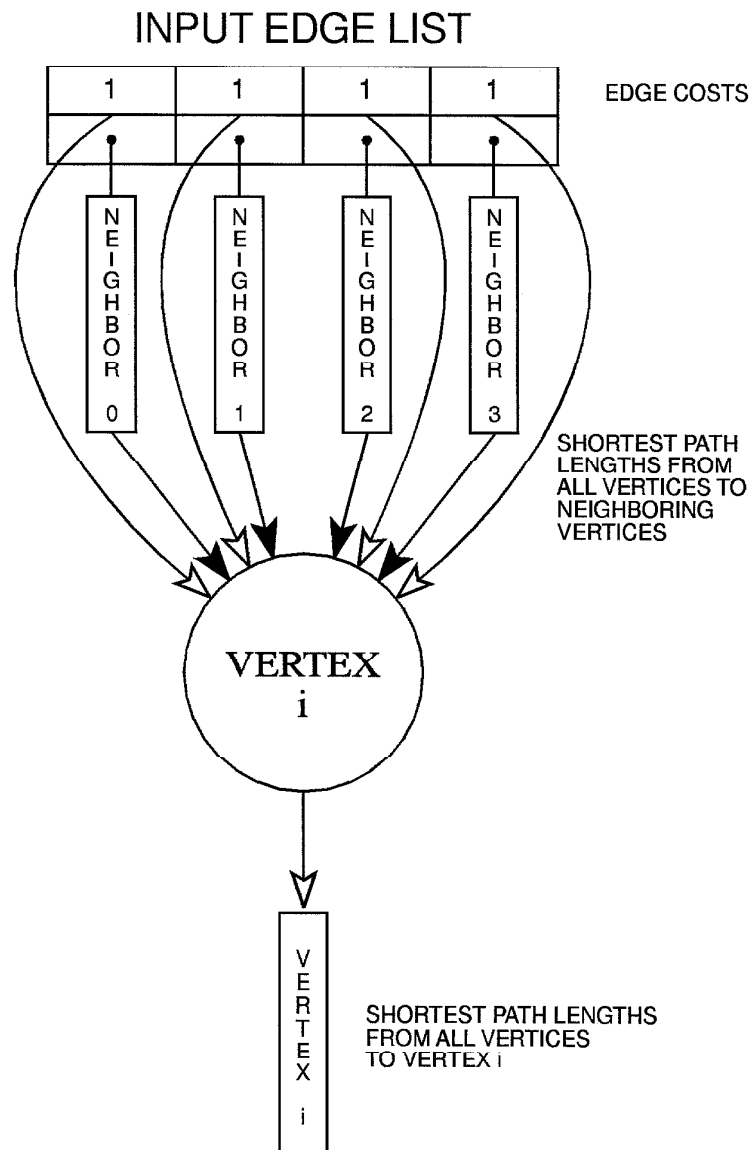 INPUT EDGE LIST
1 1 1 1
EDGE COSTS
NEIGHBOR 0
NEIGHBOR 1
NEIGHBOR 2
NEIGHBOR 3
SHORTEST PATH
LENGTHS FROM
ALL VERTICES TO
NEIGHBORING
VERTICES
VERTEX
i
VERTEX i
SHORTEST PATH LENGTHS
FROM ALL VERTICES
TO VERTEX i